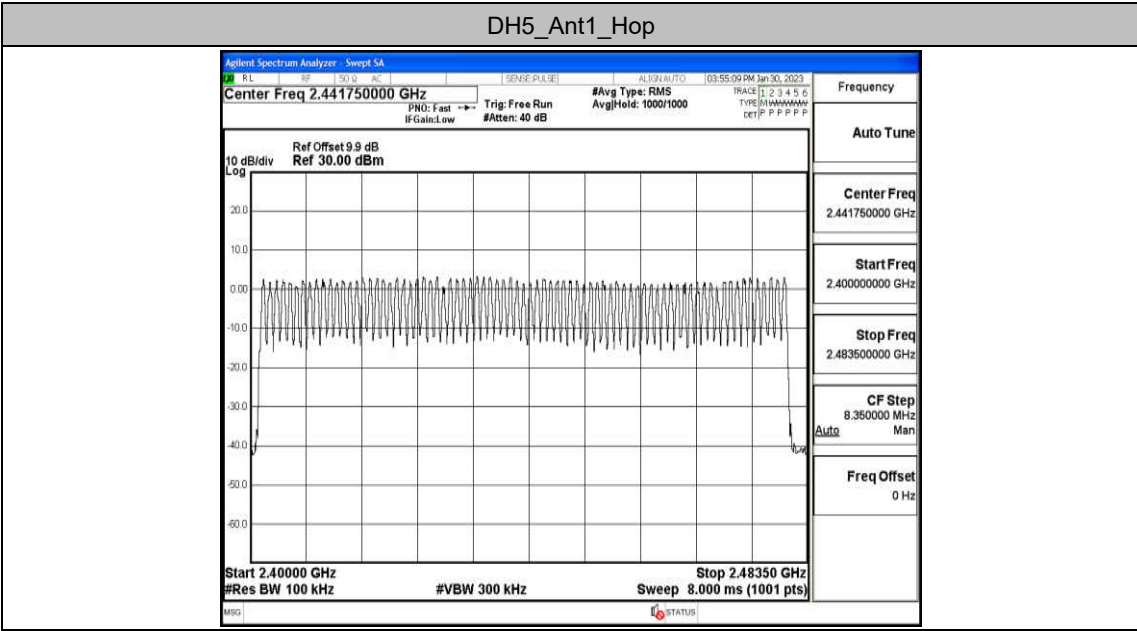 DH5_Ant1_Hop
Agilent Spectrum Analyzer - Swept SA
RL RF 50 Ω AC SENSE:PULSE ALIGN AUTO 03:55:09 PM Jan 30, 2023
Center Freq 2.441750000 GHz
PNO: Fast
IFGain:Low
Trig: Free Run
#Atten: 40 dB
#Avg Type: RMS
Avg|Hold: 1000/1000
TRACE 1 2 3 4 5 6
TYPE M WWWWW
DET P P P P P P
Ref Offset 9.9 dB
10 dB/div Ref 30.00 dBm
Log
20.0
10.0
0.00
-10.0
-20.0
-30.0
-40.0
-50.0
-60.0
Start 2.40000 GHz Stop 2.48350 GHz
#Res BW 100 kHz #VBW 300 kHz Sweep 8.000 ms (1001 pts)
MSG STATUS
Frequency
Auto Tune
Center Freq
2.441750000 GHz
Start Freq
2.400000000 GHz
Stop Freq
2.483500000 GHz
CF Step
8.350000 MHz
Auto Man
Freq Offset
0 Hz